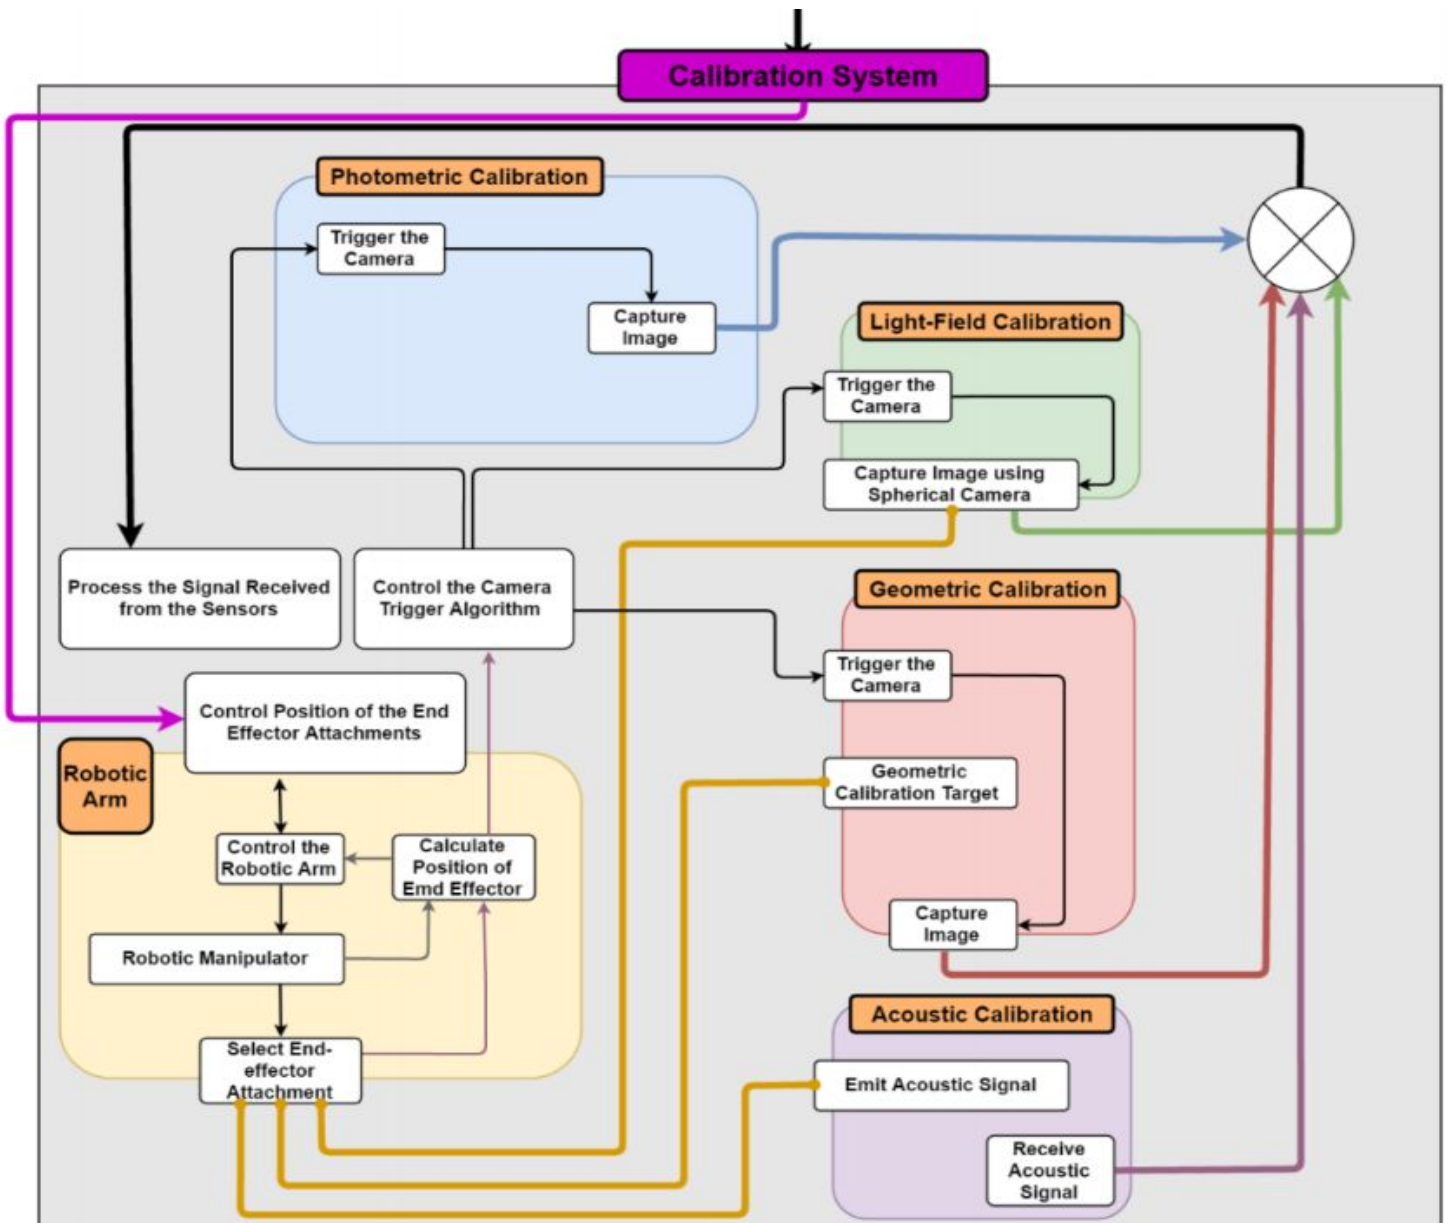 Calibration System
Photometric Calibration
Trigger the
Camera
Capture
Image
Light-Field Calibration
Trigger the
Camera
Capture Image using
Spherical Camera
Process the Signal Received
from the Sensors
Control the Camera
Trigger Algorithm
Geometric Calibration
Trigger the
Camera
Geometric
Calibration Target
Capture
Image
Control Position of the End
Effector Attachments
Robotic
Arm
Control the
Robotic Arm
Calculate
Position of
Emd Effector
Robotic Manipulator
Select End-
effector
Attachment
Acoustic Calibration
Emit Acoustic Signal
Receive
Acoustic
Signal